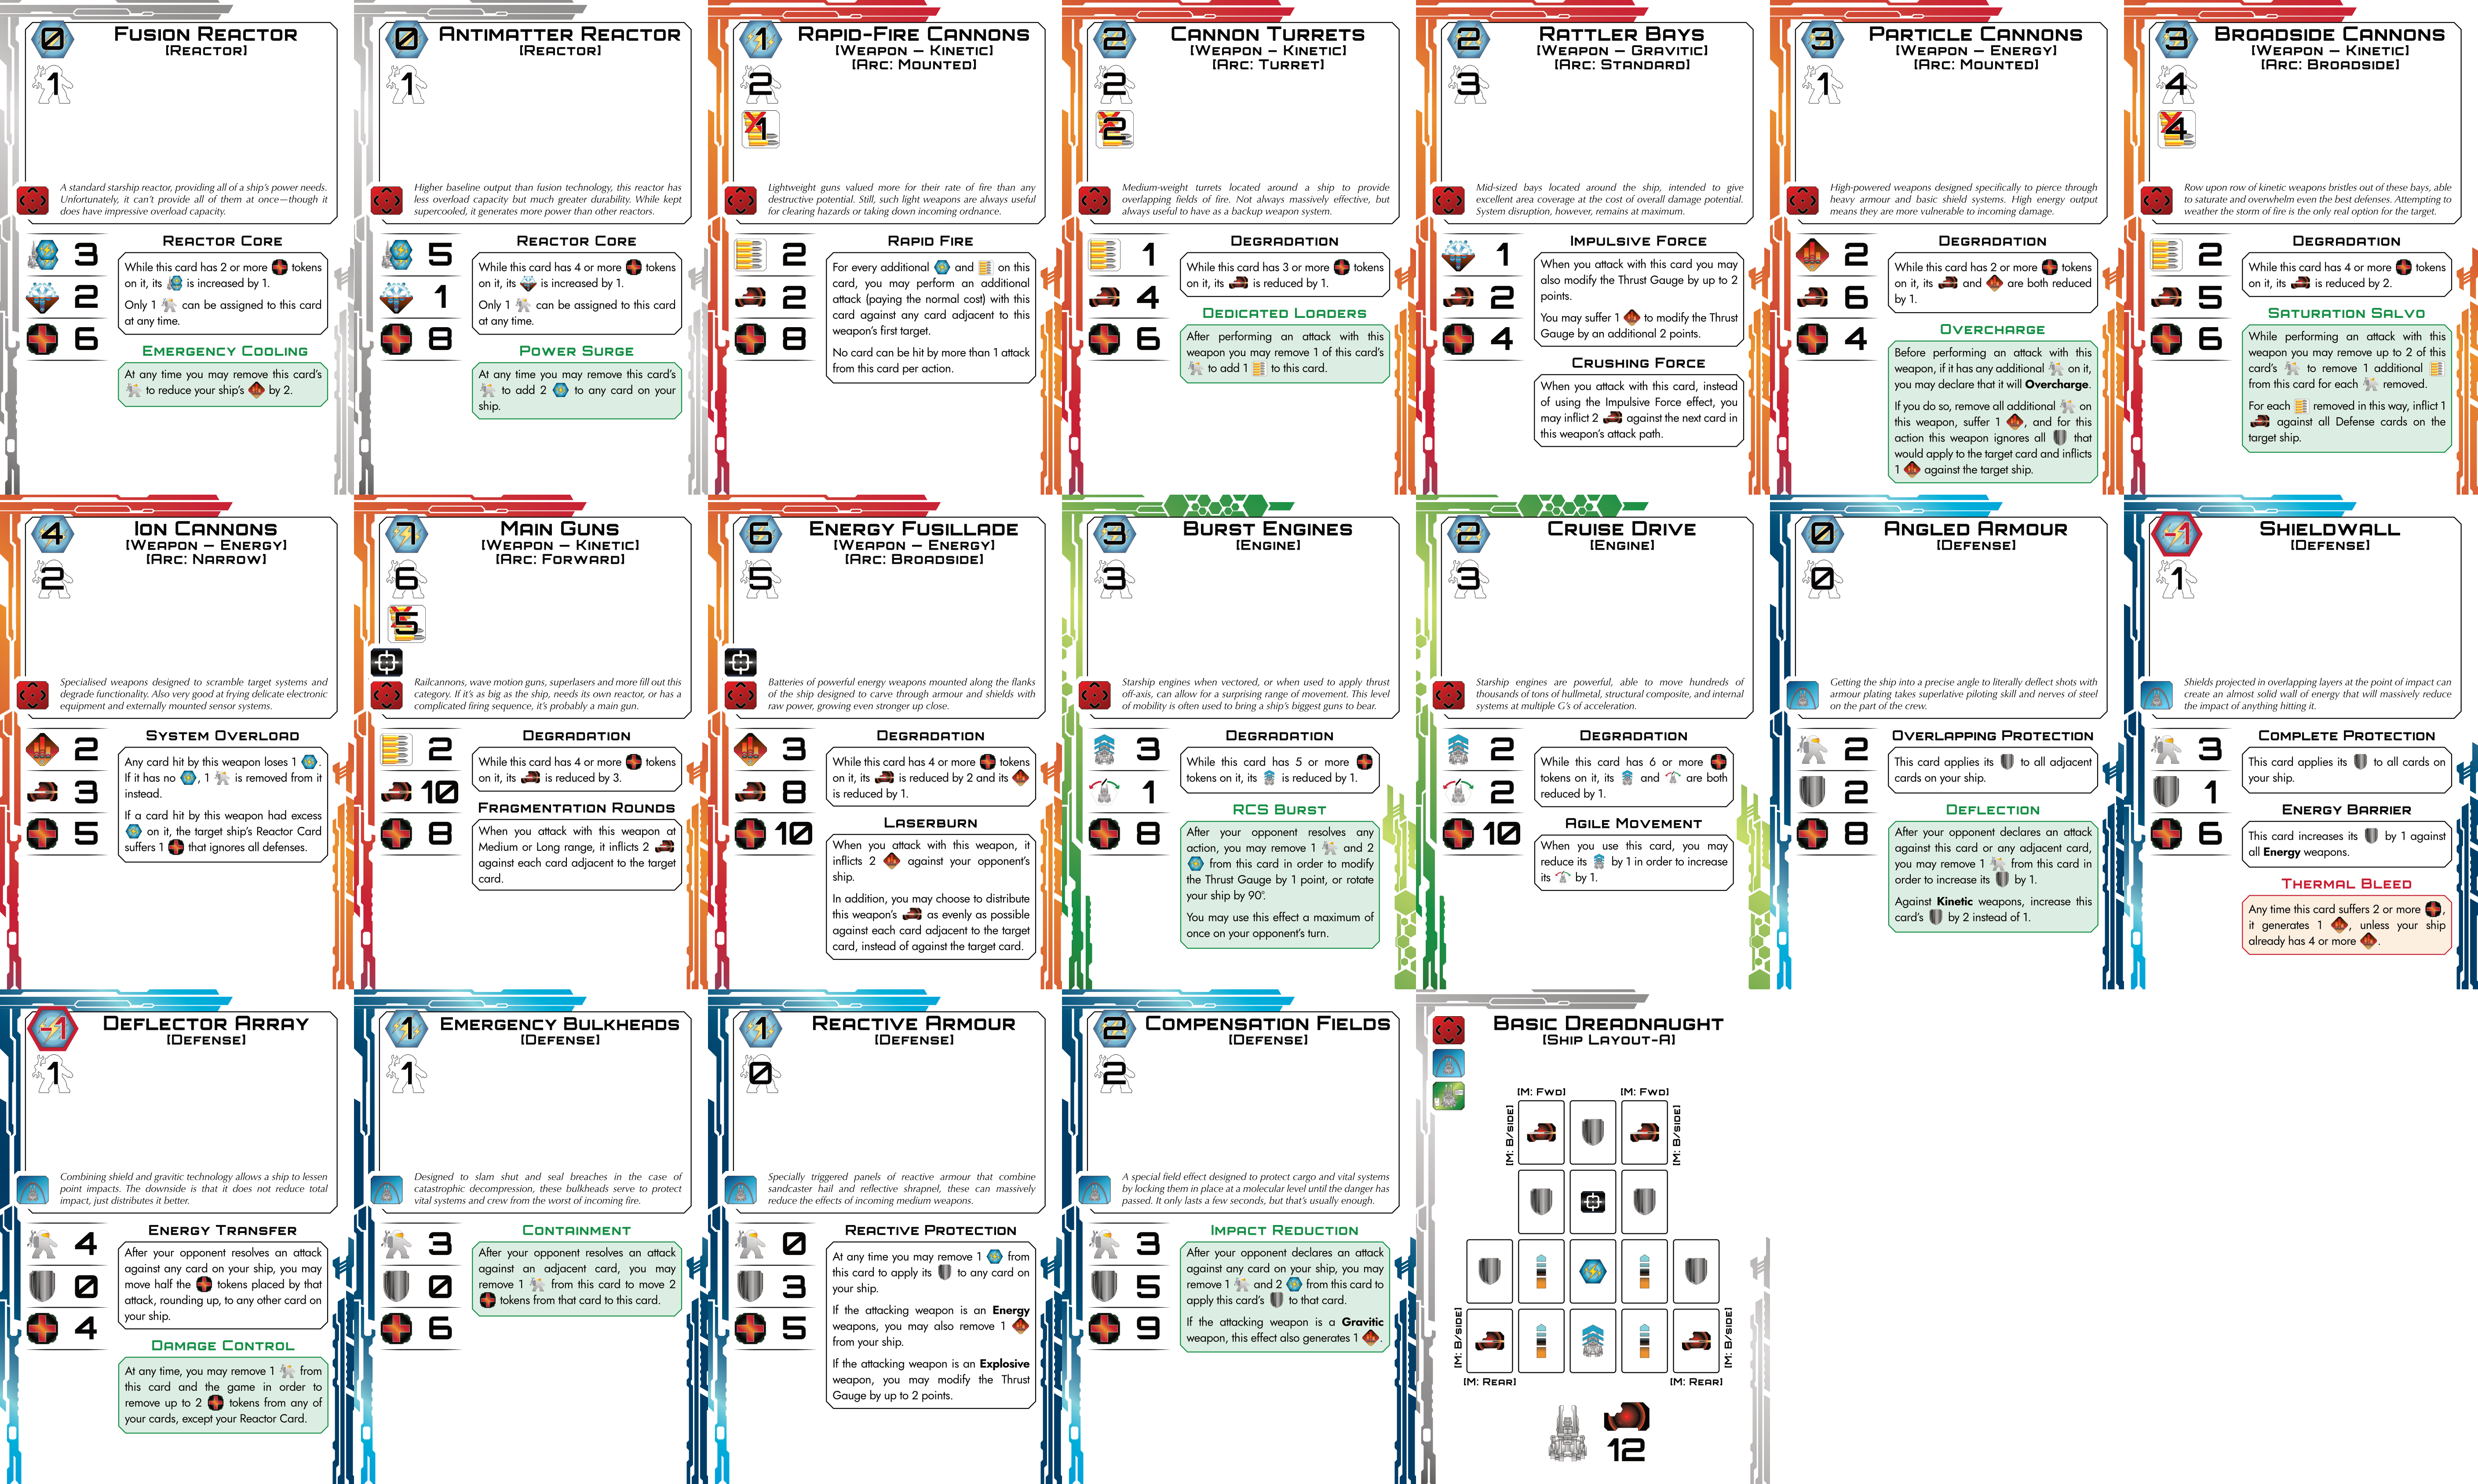 0
FUSION REACTOR
[REACTOR]
1
A standard starship reactor, providing all of a ship's power needs.
Unfortunately, it can't provide all of them at once—though it
does have impressive overload capacity.
3
2
6
REACTOR CORE
While this card has 2 or more tokens
on it, its is increased by 1.
Only 1 can be assigned to this card
at any time.
EMERGENCY COOLING
At any time you may remove this card's
to reduce your ship's by 2.
0
ANTIMATTER REACTOR
[REACTOR]
1
Higher baseline output than fusion technology, this reactor has
less overload capacity but much greater durability. While kept
supercooled, it generates more power than other reactors.
5
1
8
REACTOR CORE
While this card has 4 or more tokens
on it, its is increased by 1.
Only 1 can be assigned to this card
at any time.
POWER SURGE
At any time you may remove this card's
to add 2 to any card on your
ship.
1
RAPID-FIRE CANNONS
[WEAPON – KINETIC]
[ARC: MOUNTED]
2
1
Lightweight guns valued more for their rate of fire than any
destructive potential. Still, such light weapons are always useful
for clearing hazards or taking down incoming ordnance.
2
2
8
RAPID FIRE
For every additional and on this
card, you may perform an additional
attack (paying the normal cost) with this
card against any card adjacent to this
weapon's first target.
No card can be hit by more than 1 attack
from this card per action.
2
CANNON TURRETS
[WEAPON – KINETIC]
[ARC: TURRET]
2
2
Medium-weight turrets located around a ship to provide
overlapping fields of fire. Not always massively effective, but
always useful to have as a backup weapon system.
1
4
6
DEGRADATION
While this card has 3 or more tokens
on it, its is reduced by 1.
DEDICATED LOADERS
After performing an attack with this
weapon you may remove 1 of this card's
to add 1 to this card.
2
RATTLER BAYS
[WEAPON – GRAVITIC]
[ARC: STANDARD]
3
Mid-sized bays located around the ship, intended to give
excellent area coverage at the cost of overall damage potential.
System disruption, however, remains at maximum.
1
2
4
IMPULSIVE FORCE
When you attack with this card you may
also modify the Thrust Gauge by up to 2
points.
You may suffer 1 to modify the Thrust
Gauge by an additional 2 points.
CRUSHING FORCE
When you attack with this card, instead
of using the Impulsive Force effect, you
may inflict 2 against the next card in
this weapon's attack path.
3
PARTICLE CANNONS
[WEAPON – ENERGY]
[ARC: MOUNTED]
1
High-powered weapons designed specifically to pierce through
heavy armour and basic shield systems. High energy output
means they are more vulnerable to incoming damage.
2
6
4
DEGRADATION
While this card has 2 or more tokens
on it, its and are both reduced
by 1.
OVERCHARGE
Before performing an attack with this
weapon, if it has any additional on it,
you may declare that it will Overcharge.
If you do so, remove all additional on
this weapon, suffer 1 , and for this
action this weapon ignores all that
would apply to the target card and inflicts
1 against the target ship.
3
BROADSIDE CANNONS
[WEAPON – KINETIC]
[ARC: BROADSIDE]
4
4
Row upon row of kinetic weapons bristles out of these bays, able
to saturate and overwhelm even the best defenses. Attempting to
weather the storm of fire is the only real option for the target.
2
5
6
DEGRADATION
While this card has 4 or more tokens
on it, its is reduced by 2.
SATURATION SALVO
While performing an attack with this
weapon you may remove up to 2 of this
card's to remove 1 additional
from this card for each removed.
For each removed in this way, inflict 1
against all Defense cards on the
target ship.
4
ION CANNONS
[WEAPON – ENERGY]
[ARC: NARROW]
2
Specialised weapons designed to scramble target systems and
degrade functionality. Also very good at frying delicate electronic
equipment and externally mounted sensor systems.
2
3
5
SYSTEM OVERLOAD
Any card hit by this weapon loses 1 .
If it has no , 1 is removed from it
instead.
If a card hit by this weapon had excess
on it, the target ship's Reactor Card
suffers 1 that ignores all defenses.
7
MAIN GUNS
[WEAPON – KINETIC]
[ARC: FORWARD]
6
5
Railcannons, wave motion guns, superlasers and more fill out this
category. If it's as big as the ship, needs its own reactor, or has a
complicated firing sequence, it's probably a main gun.
2
10
8
DEGRADATION
While this card has 4 or more tokens
on it, its is reduced by 3.
FRAGMENTATION ROUNDS
When you attack with this weapon at
Medium or Long range, it inflicts 2
against each card adjacent to the target
card.
6
ENERGY FUSILLADE
[WEAPON – ENERGY]
[ARC: BROADSIDE]
5
Batteries of powerful energy weapons mounted along the flanks
of the ship designed to carve through armour and shields with
raw power, growing even stronger up close.
3
8
10
DEGRADATION
While this card has 4 or more tokens
on it, its is reduced by 2 and its
is reduced by 1.
LASERBURN
When you attack with this weapon, it
inflicts 2 against your opponent's
ship.
In addition, you may choose to distribute
this weapon's as evenly as possible
against each card adjacent to the target
card, instead of against the target card.
3
BURST ENGINES
[ENGINE]
3
Starship engines when vectored, or when used to apply thrust
off-axis, can allow for a surprising range of movement. This level
of mobility is often used to bring a ship's biggest guns to bear.
3
1
8
DEGRADATION
While this card has 5 or more
tokens on it, its is reduced by 1.
RCS BURST
After your opponent resolves any
action, you may remove 1 and 2
from this card in order to modify
the Thrust Gauge by 1 point, or rotate
your ship by 90°.
You may use this effect a maximum of
once on your opponent's turn.
2
CRUISE DRIVE
[ENGINE]
3
Starship engines are powerful, able to move hundreds of
thousands of tons of hullmetal, structural composite, and internal
systems at multiple G's of acceleration.
2
2
10
DEGRADATION
While this card has 6 or more
tokens on it, its and are both
reduced by 1.
AGILE MOVEMENT
When you use this card, you may
reduce its by 1 in order to increase
its by 1.
0
ANGLED ARMOUR
[DEFENSE]
0
Getting the ship into a precise angle to literally deflect shots with
armour plating takes superlative piloting skill and nerves of steel
on the part of the crew.
2
2
8
OVERLAPPING PROTECTION
This card applies its to all adjacent
cards on your ship.
DEFLECTION
After your opponent declares an attack
against this card or any adjacent card,
you may remove 1 from this card in
order to increase its by 1.
Against Kinetic weapons, increase this
card's by 2 instead of 1.
-1
SHIELDWALL
[DEFENSE]
1
Shields projected in overlapping layers at the point of impact can
create an almost solid wall of energy that will massively reduce
the impact of anything hitting it.
3
1
6
COMPLETE PROTECTION
This card applies its to all cards on
your ship.
ENERGY BARRIER
This card increases its by 1 against
all Energy weapons.
THERMAL BLEED
Any time this card suffers 2 or more ,
it generates 1 , unless your ship
already has 4 or more .
-1
DEFLECTOR ARRAY
[DEFENSE]
1
Combining shield and gravitic technology allows a ship to lessen
point impacts. The downside is that it does not reduce total
impact, just distributes it better.
4
0
4
ENERGY TRANSFER
After your opponent resolves an attack
against any card on your ship, you may
move half the tokens placed by that
attack, rounding up, to any other card on
your ship.
DAMAGE CONTROL
At any time, you may remove 1 from
this card and the game in order to
remove up to 2 tokens from any of
your cards, except your Reactor Card.
1
EMERGENCY BULKHEADS
[DEFENSE]
1
Designed to slam shut and seal breaches in the case of
catastrophic decompression, these bulkheads serve to protect
vital systems and crew from the worst of incoming fire.
3
0
6
CONTAINMENT
After your opponent resolves an attack
against an adjacent card, you may
remove 1 from this card to move 2
tokens from that card to this card.
1
REACTIVE ARMOUR
[DEFENSE]
0
Specially triggered panels of reactive armour that combine
sandcaster hail and reflective shrapnel, these can massively
reduce the effects of incoming medium weapons.
0
3
5
REACTIVE PROTECTION
At any time you may remove 1 from
this card to apply its to any card on
your ship.
If the attacking weapon is an Energy
weapons, you may also remove 1
from your ship.
If the attacking weapon is an Explosive
weapon, you may modify the Thrust
Gauge by up to 2 points.
2
COMPENSATION FIELDS
[DEFENSE]
2
A special field effect designed to protect cargo and vital systems
by locking them in place at a molecular level until the danger has
passed. It only lasts a few seconds, but that's usually enough.
3
5
9
IMPACT REDUCTION
After your opponent declares an attack
against any card on your ship, you may
remove 1 and 2 from this card to
apply this card's to that card.
If the attacking weapon is a Gravitic
weapon, this effect also generates 1 .
BASIC DREADNAUGHT
[SHIP LAYOUT-A]
[M: FWD]
[M: FWD]
[M: B/SIDE]
[M: B/SIDE]
[M: B/SIDE]
[M: B/SIDE]
[M: REAR]
[M: REAR]
12